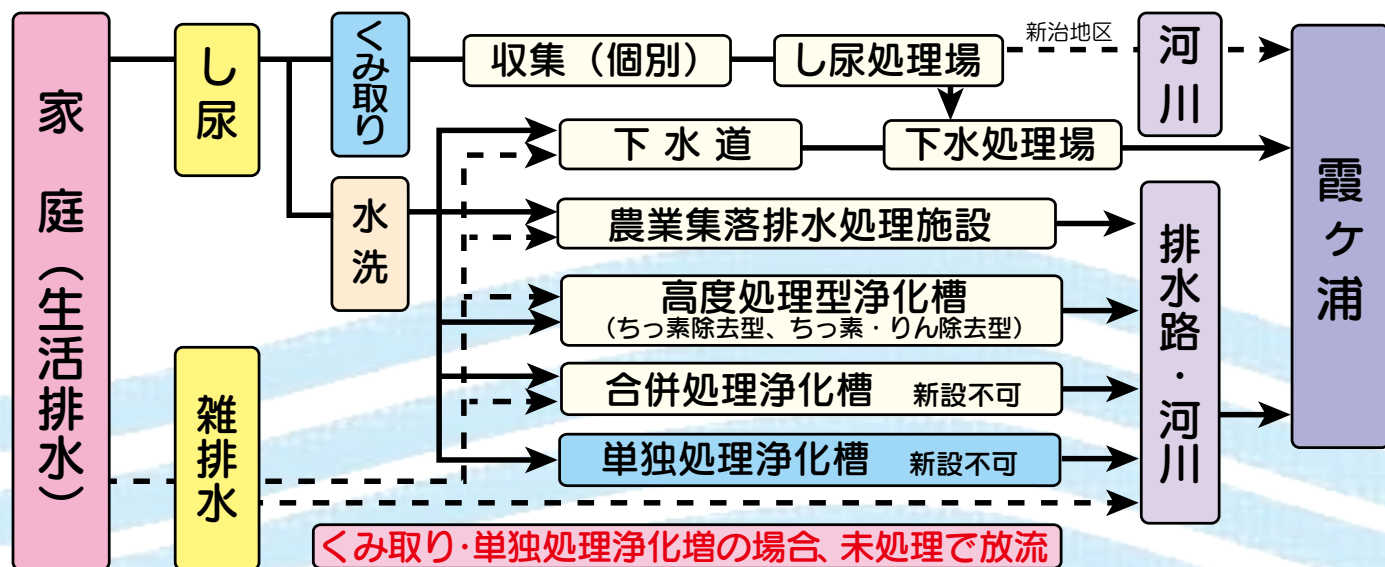 家庭(生活排水)
し尿
くみ取り
収集(個別)
し尿処理場
新治地区
河川
霞ケ浦
下水道
下水処理場
水洗
農業集落排水処理施設
高度処理型浄化槽
(ちっ素除去型、ちっ素・りん除去型)
合併処理浄化槽 新設不可
単独処理浄化槽 新設不可
排水路・河川
雑排水
くみ取り・単独処理浄化増の場合、未処理で放流